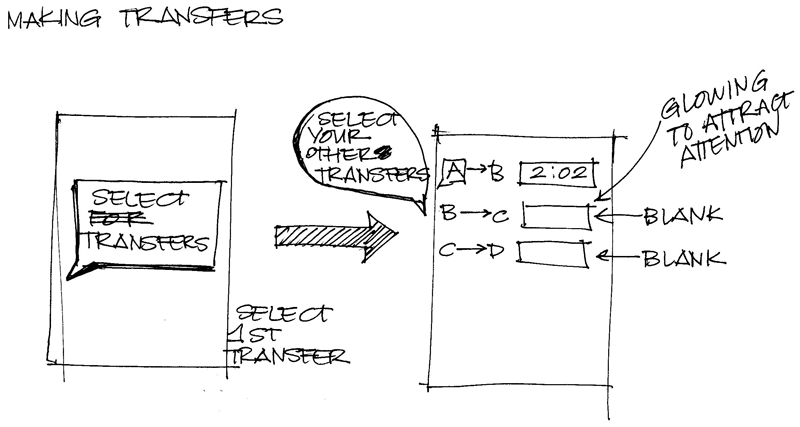 MAKING TRANSFERS
SELECT
FOR
TRANSFERS
SELECT
1ST
TRANSFER
SELECT
YOUR
OTHER
TRANSFERS
A → B 2:02
B → C
C → D
BLANK
BLANK
GLOWING
TO ATTRACT
ATTENTION